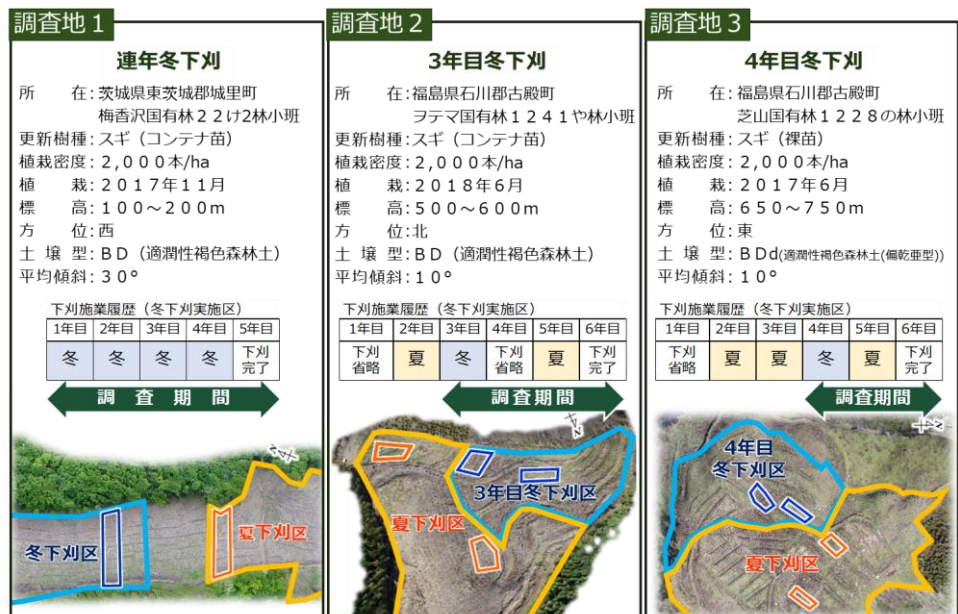 調査地1
連年冬下刈
所　　在:茨城県東茨城郡城里町
梅香沢国有林22け2林小班
更新樹種:スギ（コンテナ苗）
植栽密度:2,000本/ha
植　　栽:2017年11月
標　　高:100～200m
方　　位:西
土 壌 型:BD（適潤性褐色森林土）
平均傾斜:30°
下刈施業履歴（冬下刈実施区）
1年目 2年目 3年目 4年目 5年目
冬 冬 冬 冬 下刈完了
調 査 期 間
N
冬下刈区
夏下刈区
調査地2
3年目冬下刈
所　　在:福島県石川郡古殿町
ヲテマ国有林1241や林小班
更新樹種:スギ（コンテナ苗）
植栽密度:2,000本/ha
植　　栽:2018年6月
標　　高:500～600m
方　　位:北
土 壌 型:BD（適潤性褐色森林土）
平均傾斜:10°
下刈施業履歴（冬下刈実施区）
1年目 2年目 3年目 4年目 5年目 6年目
下刈省略 夏 冬 下刈省略 夏 下刈完了
調査期間
N
3年目冬下刈区
夏下刈区
調査地3
4年目冬下刈
所　　在:福島県石川郡古殿町
芝山国有林1228の林小班
更新樹種:スギ（裸苗）
植栽密度:2,000本/ha
植　　栽:2017年6月
標　　高:650～750m
方　　位:東
土 壌 型:BDd(適潤性褐色森林土(偏乾亜型))
平均傾斜:10°
下刈施業履歴（冬下刈実施区）
1年目 2年目 3年目 4年目 5年目 6年目
下刈省略 夏 夏 冬 夏 下刈完了
調査期間
N
4年目
冬下刈区
夏下刈区